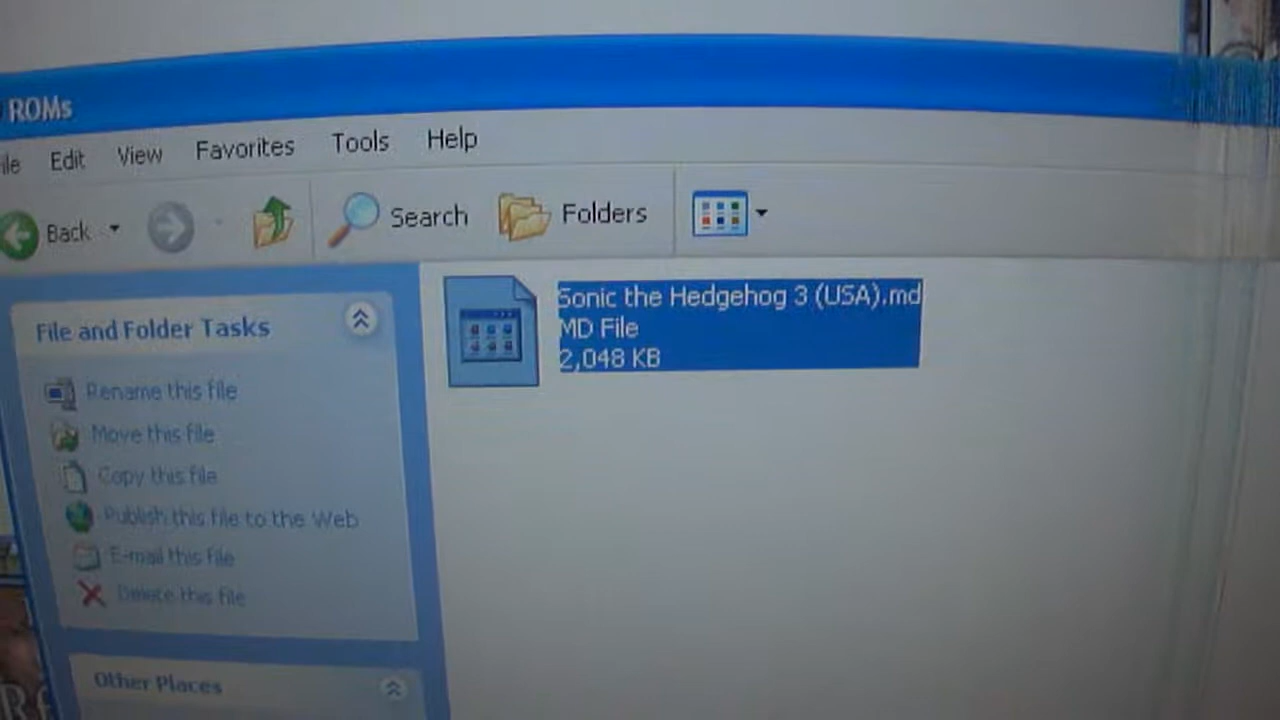 ROMs
ile Edit View Favorites Tools Help
Back Search Folders
Sonic the Hedgehog 3 (USA).md
MD File
2,048 KB
File and Folder Tasks
Rename this file
Move this file
Copy this file
Publish this file to the Web
E-mail this file
Delete this file
Other Places